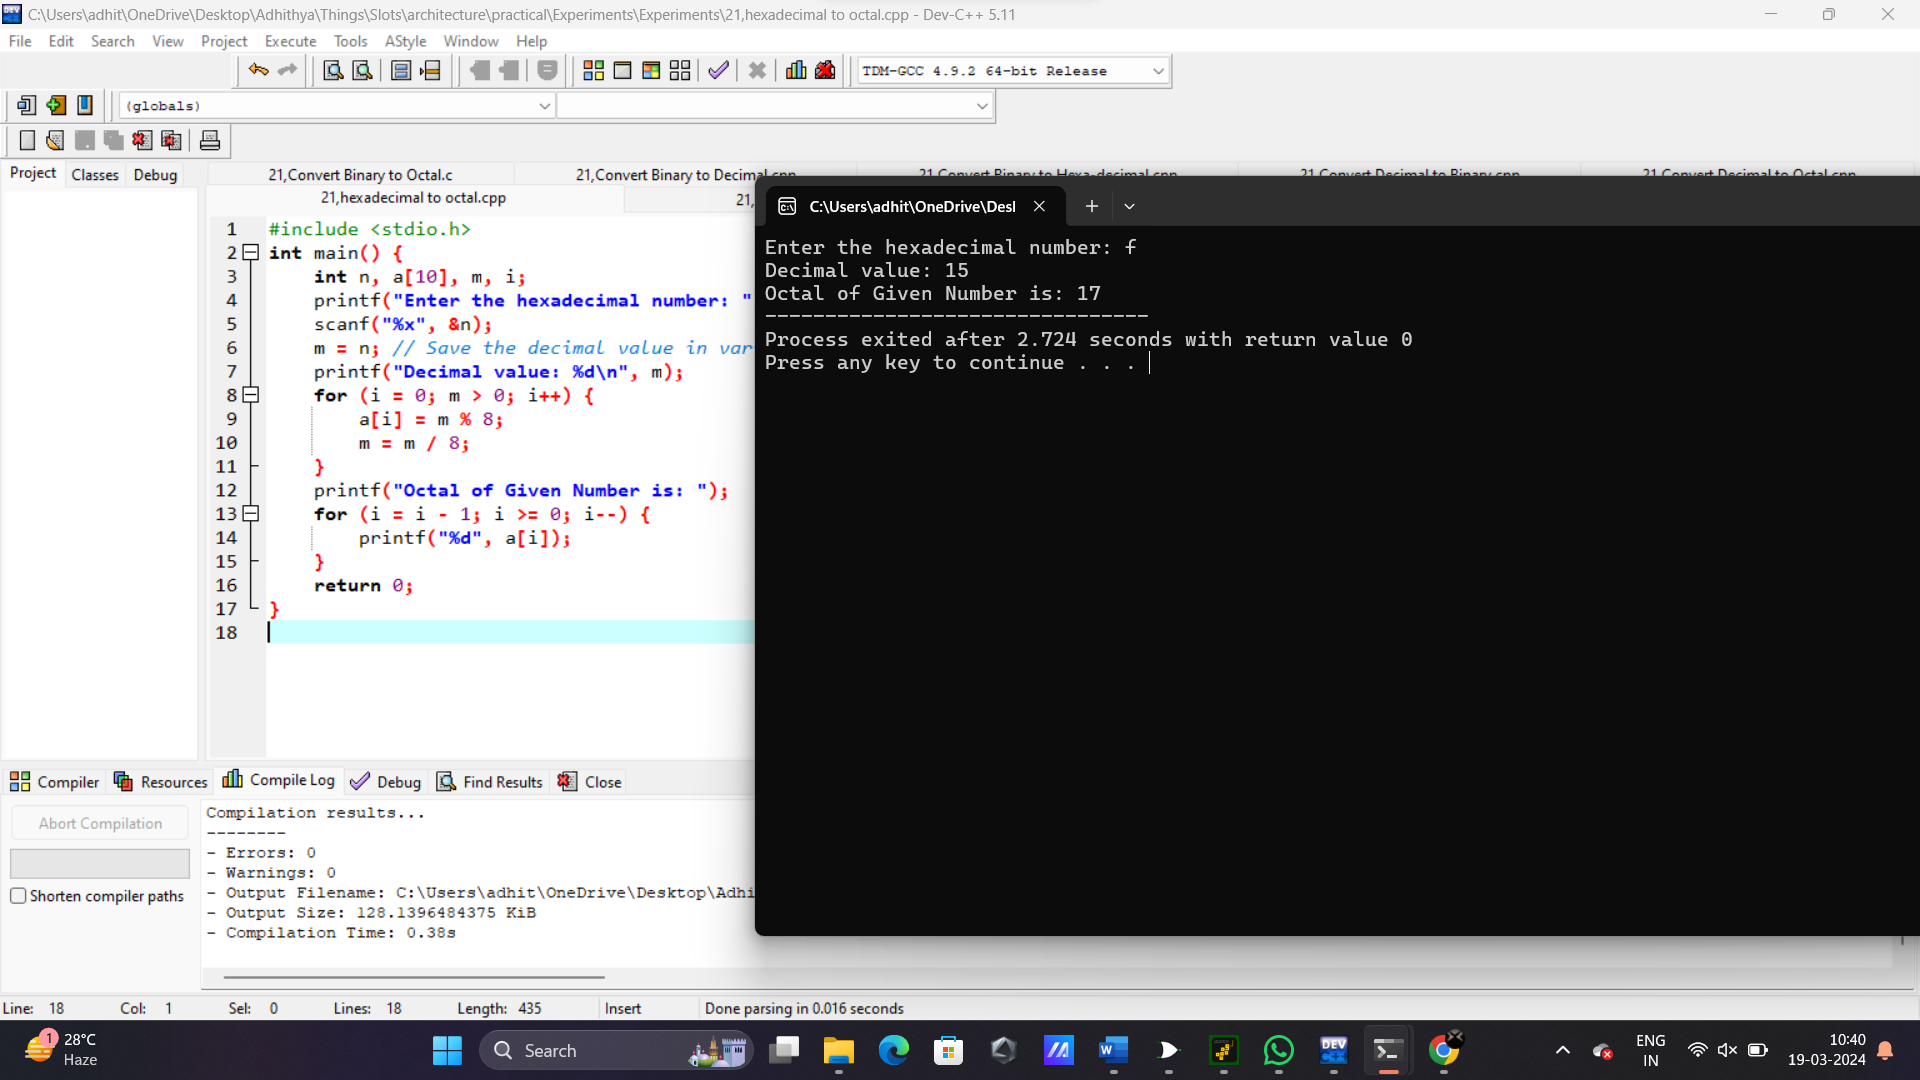 C:\Users\adhit\OneDrive\Desktop\Adhithya\Things\Slots\architecture\practical\Experiments\Experiments\21,hexadecimal to octal.cpp - Dev-C++ 5.11
File Edit Search View Project Execute Tools AStyle Window Help
TDM-GCC 4.9.2 64-bit Release
(globals)
Project Classes Debug
21,Convert Binary to Octal.c 21,Convert Binary to Decimal.cpp 21,Convert Binary to Hexa-decimal.cpp 21,Convert Decimal to Binary.cpp 21,Convert Decimal to Octal.cpp
21,hexadecimal to octal.cpp 21,
1 #include <stdio.h>
2 int main() {
3 int n, a[10], m, i;
4 printf("Enter the hexadecimal number: "
5 scanf("%x", &n);
6 m = n; // Save the decimal value in var
7 printf("Decimal value: %d\n", m);
8 for (i = 0; m > 0; i++) {
9 a[i] = m % 8;
10 m = m / 8;
11 }
12 printf("Octal of Given Number is: ");
13 for (i = i - 1; i >= 0; i--) {
14 printf("%d", a[i]);
15 }
16 return 0;
17 }
18
C:\Users\adhit\OneDrive\Desl
Enter the hexadecimal number: f
Decimal value: 15
Octal of Given Number is: 17
--------------------------------
Process exited after 2.724 seconds with return value 0
Press any key to continue . . .
Compiler Resources Compile Log Debug Find Results Close
Abort Compilation
Shorten compiler paths
Compilation results...
--------
- Errors: 0
- Warnings: 0
- Output Filename: C:\Users\adhit\OneDrive\Desktop\Adhi
- Output Size: 128.1396484375 KiB
- Compilation Time: 0.38s
Line: 18 Col: 1 Sel: 0 Lines: 18 Length: 435 Insert Done parsing in 0.016 seconds
1
28°C
Haze
Search
DEV
ENG
IN
10:40
19-03-2024